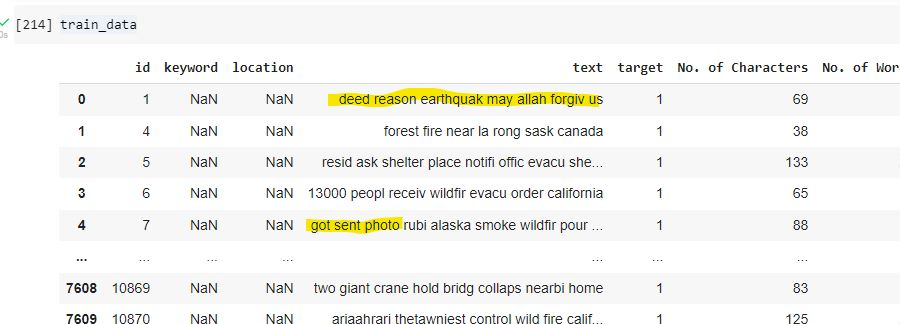 [214] train_data
id keyword location text target No. of Characters No. of Wor
0 1 NaN NaN deed reason earthquak may allah forgiv us 1 69
1 4 NaN NaN forest fire near la rong sask canada 1 38
2 5 NaN NaN resid ask shelter place notifi offic evacu she... 1 133
3 6 NaN NaN 13000 peopl receiv wildfir evacu order california 1 65
4 7 NaN NaN got sent photo rubi alaska smoke wildfir pour ... 1 88
... ... ... ... ... ... ...
7608 10869 NaN NaN two giant crane hold bridg collaps nearbi home 1 83
7609 10870 NaN NaN ariaahrari thetawniest control wild fire calif... 1 125